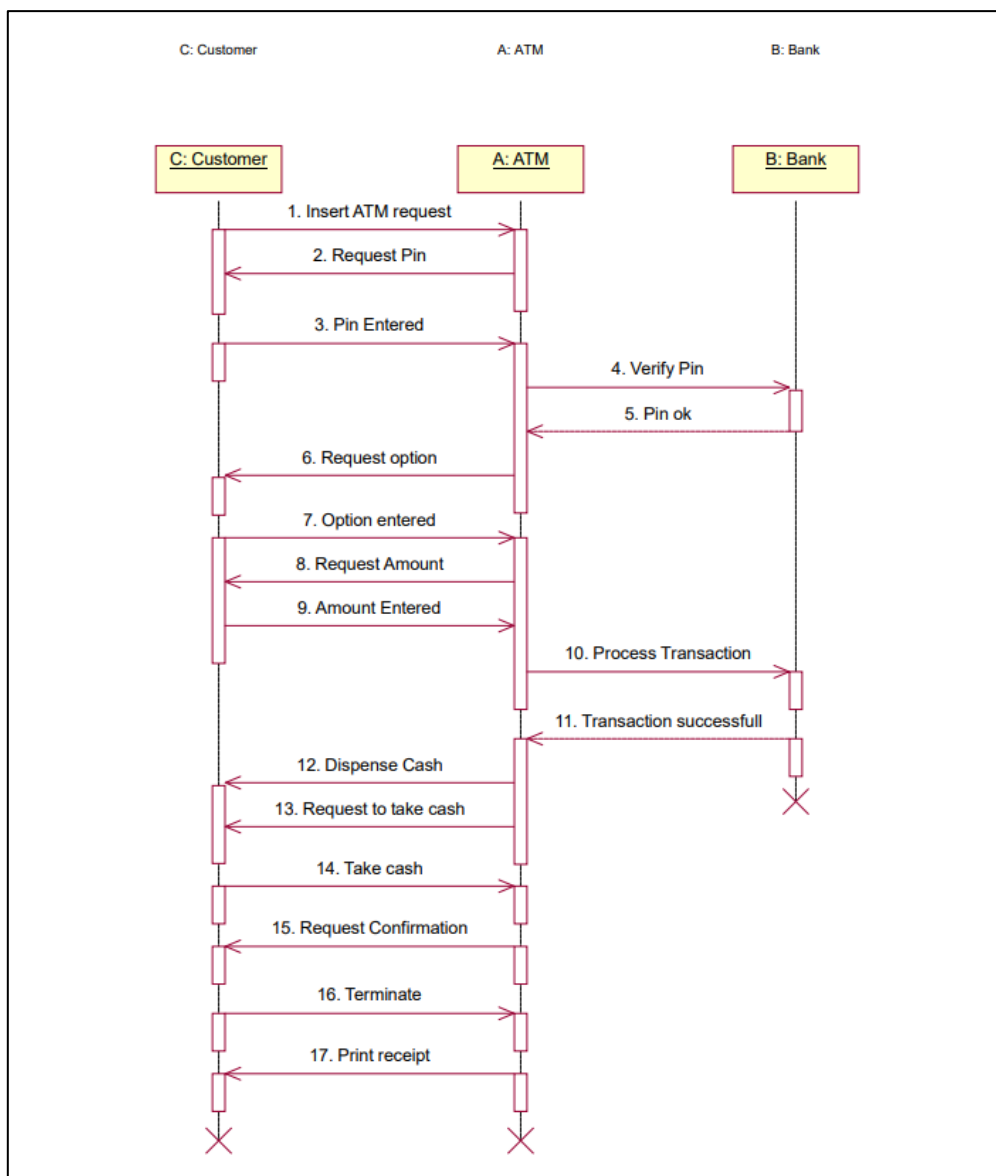 C: Customer
A: ATM
B: Bank
C: Customer
A: ATM
B: Bank
1. Insert ATM request
2. Request Pin
3. Pin Entered
4. Verify Pin
5. Pin ok
6. Request option
7. Option entered
8. Request Amount
9. Amount Entered
10. Process Transaction
11. Transaction successfull
12. Dispense Cash
13. Request to take cash
14. Take cash
15. Request Confirmation
16. Terminate
17. Print receipt